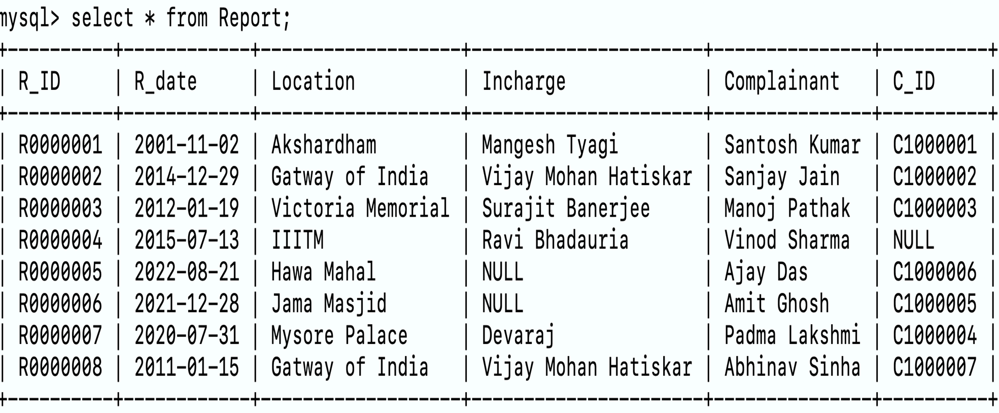 mysql> select * from Report;
+-----------+-------------+--------------------+-----------------------+----------------+-----------+
| R_ID | R_date | Location | Incharge | Complainant | C_ID |
+-----------+-------------+--------------------+-----------------------+----------------+-----------+
| R0000001 | 2001-11-02 | Akshardham | Mangesh Tyagi | Santosh Kumar | C1000001 |
| R0000002 | 2014-12-29 | Gatway of India | Vijay Mohan Hatiskar | Sanjay Jain | C1000002 |
| R0000003 | 2012-01-19 | Victoria Memorial | Surajit Banerjee | Manoj Pathak | C1000003 |
| R0000004 | 2015-07-13 | IIITM | Ravi Bhadauria | Vinod Sharma | NULL |
| R0000005 | 2022-08-21 | Hawa Mahal | NULL | Ajay Das | C1000006 |
| R0000006 | 2021-12-28 | Jama Masjid | NULL | Amit Ghosh | C1000005 |
| R0000007 | 2020-07-31 | Mysore Palace | Devaraj | Padma Lakshmi | C1000004 |
| R0000008 | 2011-01-15 | Gatway of India | Vijay Mohan Hatiskar | Abhinav Sinha | C1000007 |
+-----------+-------------+--------------------+-----------------------+----------------+-----------+